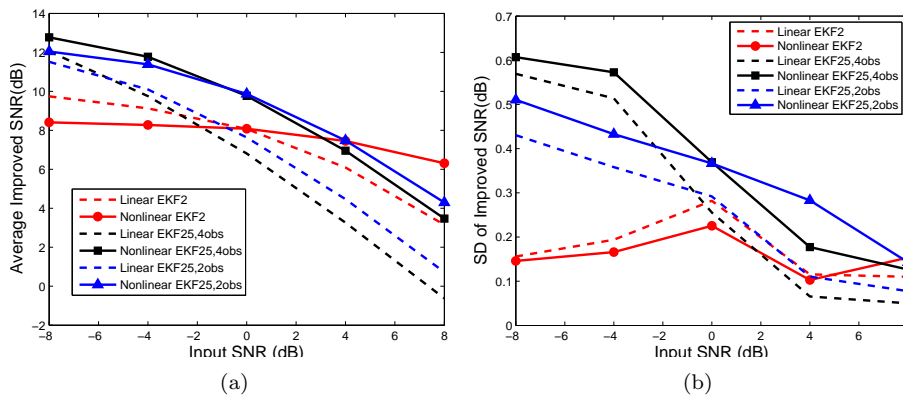 14
12
10
8
6
4
2
0
−2
Average Improved SNR(dB)
Linear EKF2
Nonlinear EKF2
Linear EKF25,4obs
Nonlinear EKF25,4obs
Linear EKF25,2obs
Nonlinear EKF25,2obs
−8 −6 −4 −2 0 2 4 6 8
Input SNR (dB)
(a)
0.7
0.6
0.5
0.4
0.3
0.2
0.1
0
SD of Improved SNR(dB)
Linear EKF2
Nonlinear EKF2
Linear EKF25,4obs
Nonlinear EKF25,4obs
Linear EKF25,2obs
Nonlinear EKF25,2obs
−8 −6 −4 −2 0 2 4 6 8
Input SNR (dB)
(b)